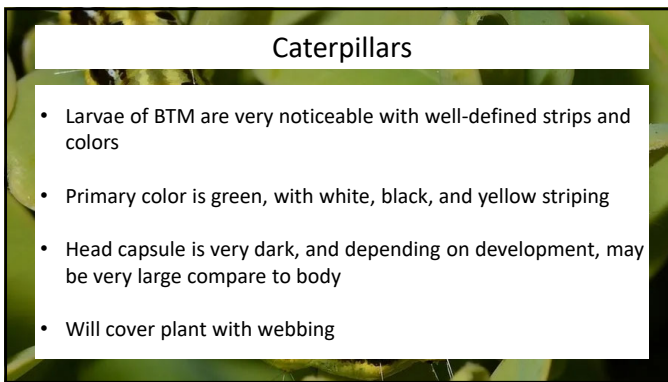 Caterpillars
• Larvae of BTM are very noticeable with well-defined strips and
colors
• Primary color is green, with white, black, and yellow striping
• Head capsule is very dark, and depending on development, may
be very large compare to body
• Will cover plant with webbing